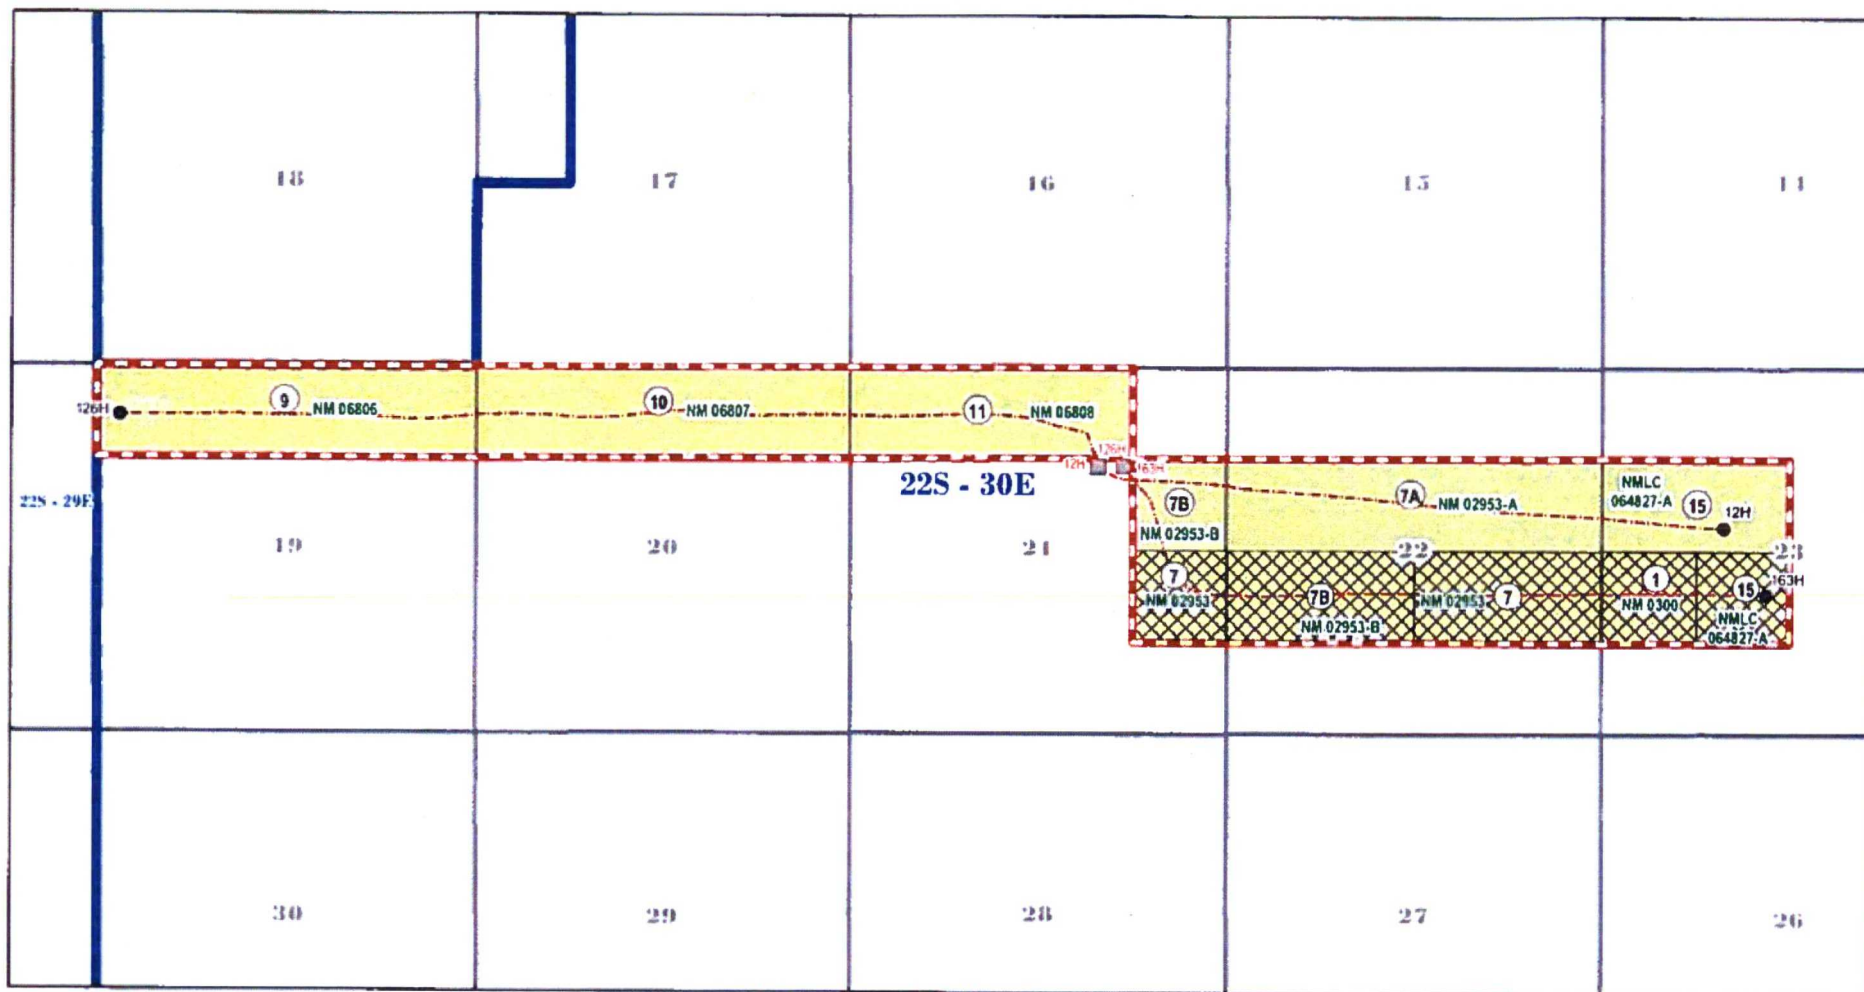 18
17
16
15
14
9
NM 06806
10
NM 06807
11
NM 06808
126H
126H
12H
163H
22S - 30E
22S - 29E
7B
NM 02953-B
7A
NM 02953-A
NMLC
064827-A
15
12H
19
20
21
22
23
7
NM 02953
7B
NM 02953-B
NM 02953
7
1
NM 0300
15
163H
NMLC
064827-A
30
29
28
27
26